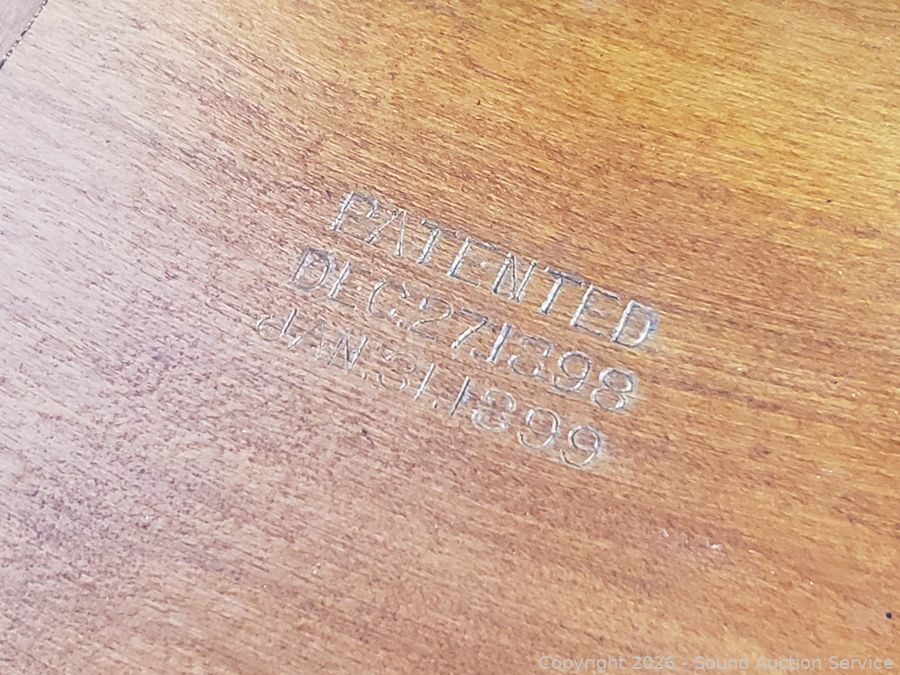 PATENTED
DEC.27.1898
JAN.31.1899
Copyright 2026 - Sound Auction Service